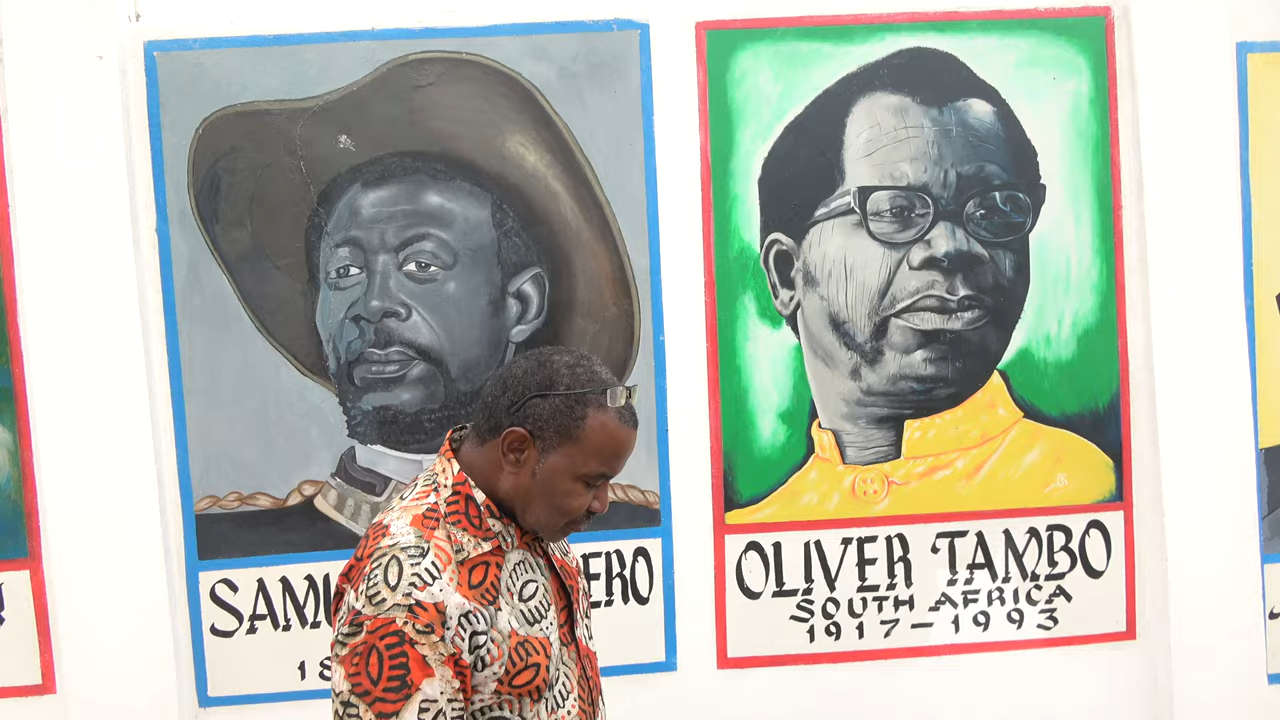 SAMU ERO
18
OLIVER TAMBO
SOUTH AFRICA
1917-1993